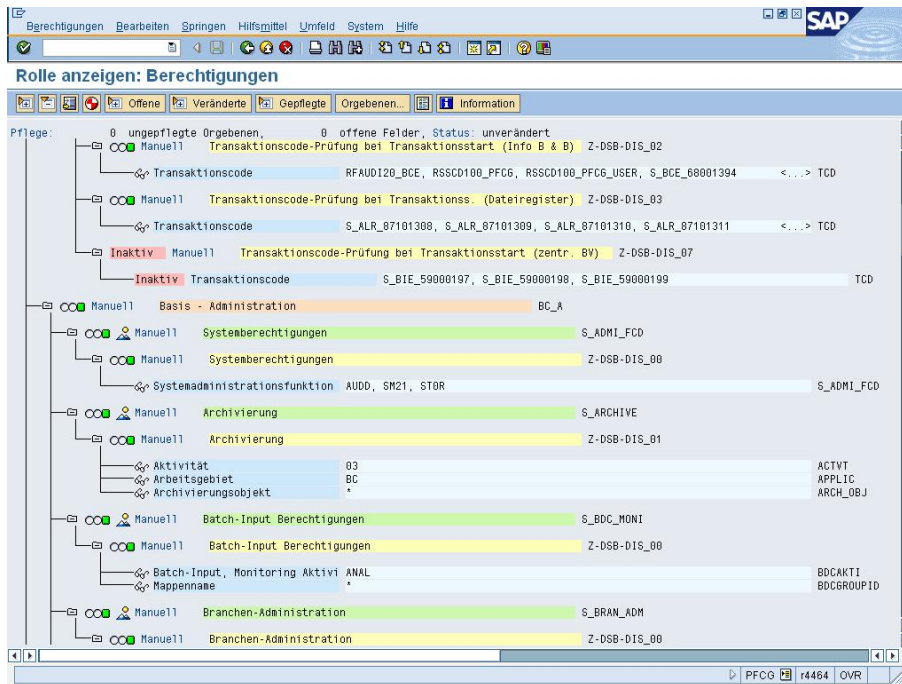 Berechtigungen Bearbeiten Springen Hilfsmittel Umfeld System Hilfe
SAP
Rolle anzeigen: Berechtigungen
Offene Veränderte Gepflegte Orgebenen... Information
Pflege: 0 ungepflegte Orgebenen, 0 offene Felder, Status: unverändert
Manuell Transaktionscode-Prüfung bei Transaktionsstart (Info B & B) Z-DSB-DIS_02
Transaktionscode RFAUDI20_BCE, RSSCD100_PFCG, RSSCD100_PFCG_USER, S_BCE_68001394 <...> TCD
Manuell Transaktionscode-Prüfung bei Transaktionss. (Dateiregister) Z-DSB-DIS_03
Transaktionscode S_ALR_87101308, S_ALR_87101309, S_ALR_87101310, S_ALR_87101311 <...> TCD
Inaktiv Manuell Transaktionscode-Prüfung bei Transaktionsstart (zentr. BV) Z-DSB-DIS_07
Inaktiv Transaktionscode S_BIE_59000197, S_BIE_59000198, S_BIE_59000199 TCD
Manuell Basis - Administration BC_A
Manuell Systemberechtigungen S_ADMI_FCD
Manuell Systemberechtigungen Z-DSB-DIS_00
Systemadministrationsfunktion AUDD, SM21, ST0R S_ADMI_FCD
Manuell Archivierung S_ARCHIVE
Manuell Archivierung Z-DSB-DIS_01
Aktivität 03 ACTVT
Arbeitsgebiet BC APPLIC
Archivierungsobjekt * ARCH_OBJ
Manuell Batch-Input Berechtigungen S_BDC_MONI
Manuell Batch-Input Berechtigungen Z-DSB-DIS_00
Batch-Input, Monitoring Aktivi ANAL BDCAKTI
Mappenname * BDCGROUPID
Manuell Branchen-Administration S_BRAN_ADM
Manuell Branchen-Administration Z-DSB-DIS_00
PFCG r4464 OVR